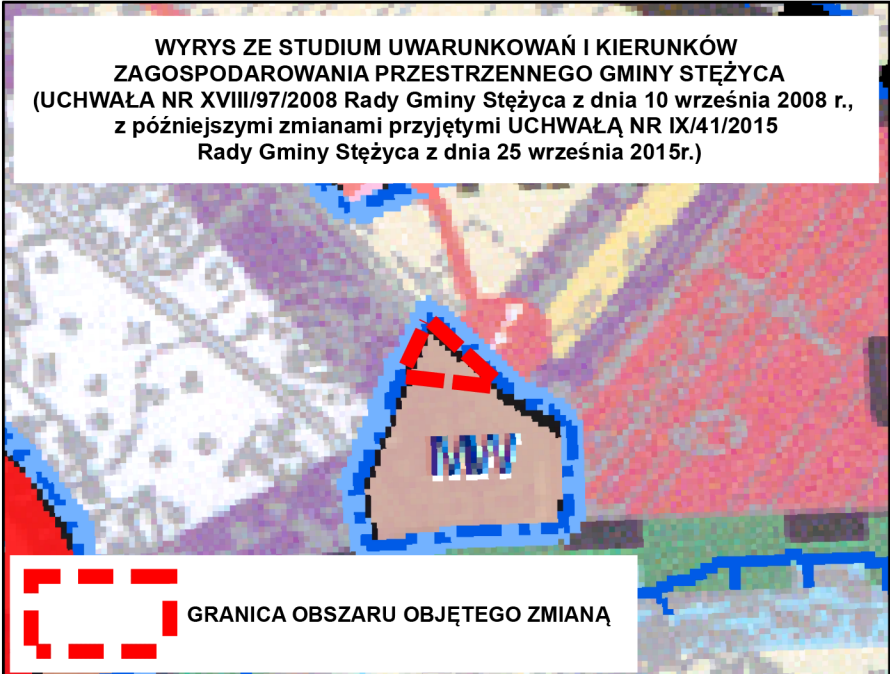 WYRYS ZE STUDIUM UWARUNKOWAŃ I KIERUNKÓW
ZAGOSPODAROWANIA PRZESTRZENNEGO GMINY STĘŻYCA
(UCHWAŁA NR XVIII/97/2008 Rady Gminy Stężyca z dnia 10 września 2008 r.,
z późniejszymi zmianami przyjętymi UCHWAŁĄ NR IX/41/2015
Rady Gminy Stężyca z dnia 25 września 2015r.)
GRANICA OBSZARU OBJĘTEGO ZMIANĄ